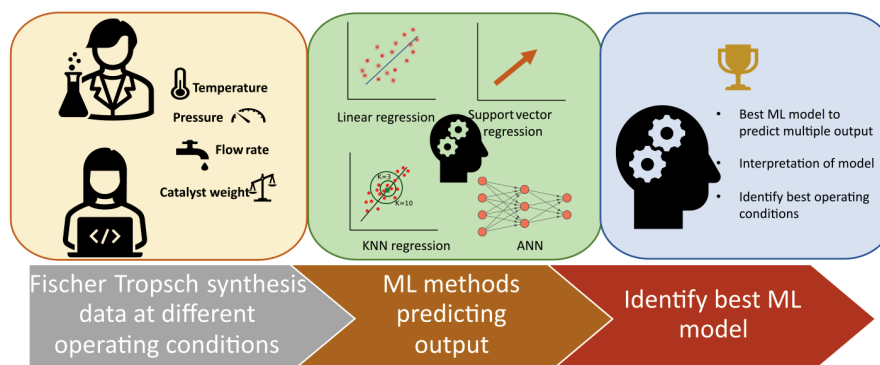 Temperature
Pressure
Flow rate
Catalyst weight
</>
Linear regression
Support vector
regression
K=3
K=10
KNN regression
ANN
• Best ML model to
predict multiple output
• Interpretation of model
• Identify best operating
conditions
Fischer Tropsch synthesis
data at different
operating conditions
ML methods
predicting
output
Identify best ML
model